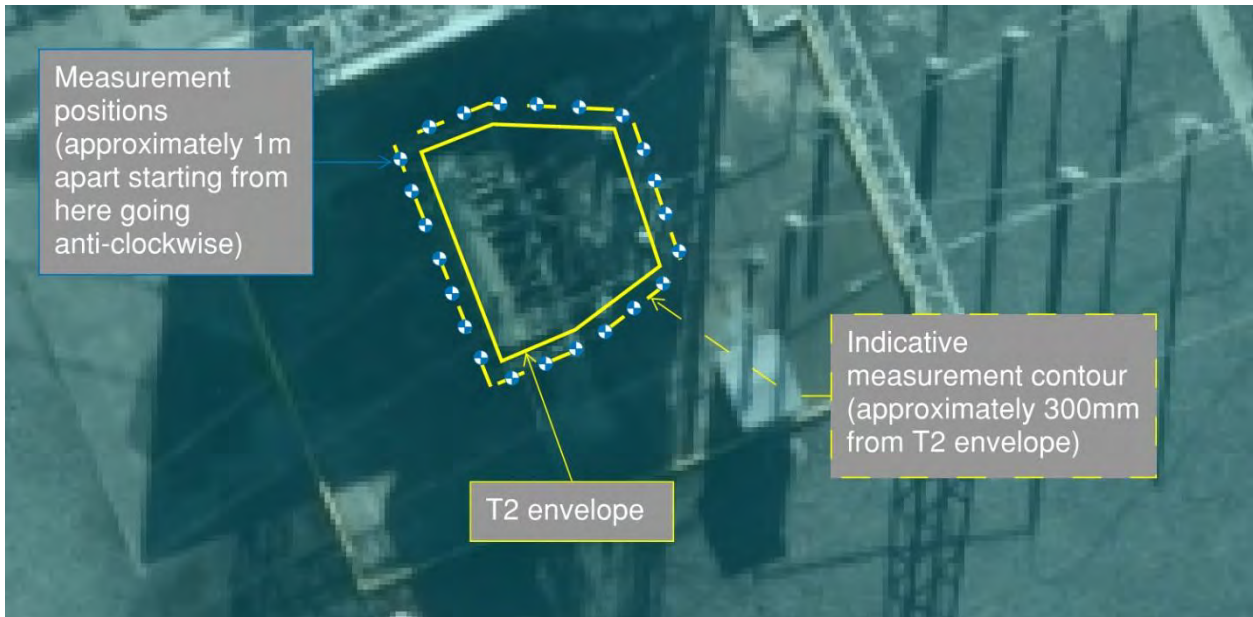 Measurement
positions
(approximately 1m
apart starting from
here going
anti-clockwise)
Indicative
measurement contour
(approximately 300mm
from T2 envelope)
T2 envelope